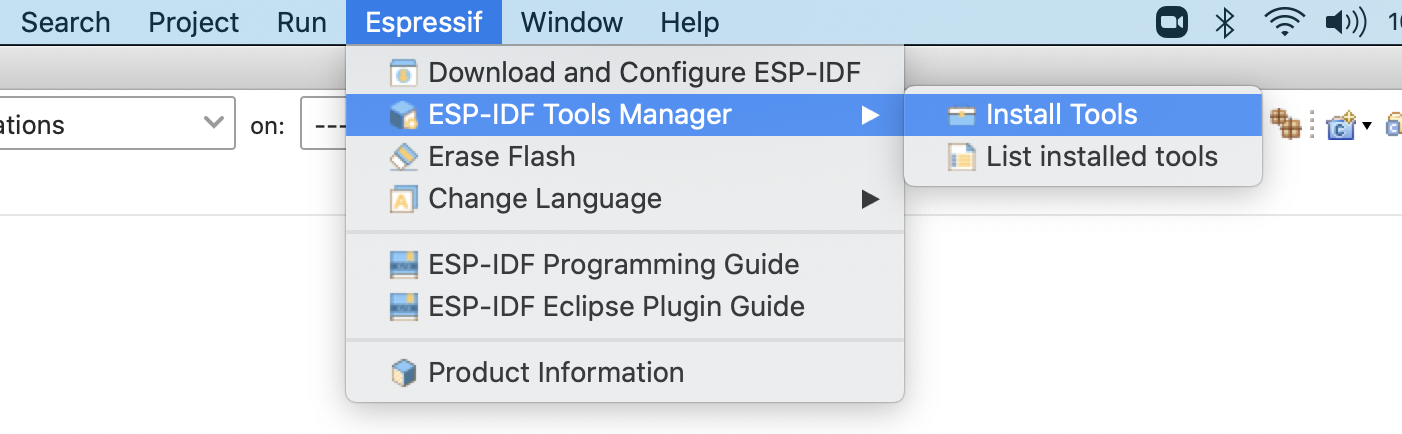 Search Project Run Espressif Window Help
Download and Configure ESP-IDF
ations on: ---
ESP-IDF Tools Manager
Install Tools
Erase Flash
List installed tools
Change Language
ESP-IDF Programming Guide
ESP-IDF Eclipse Plugin Guide
Product Information